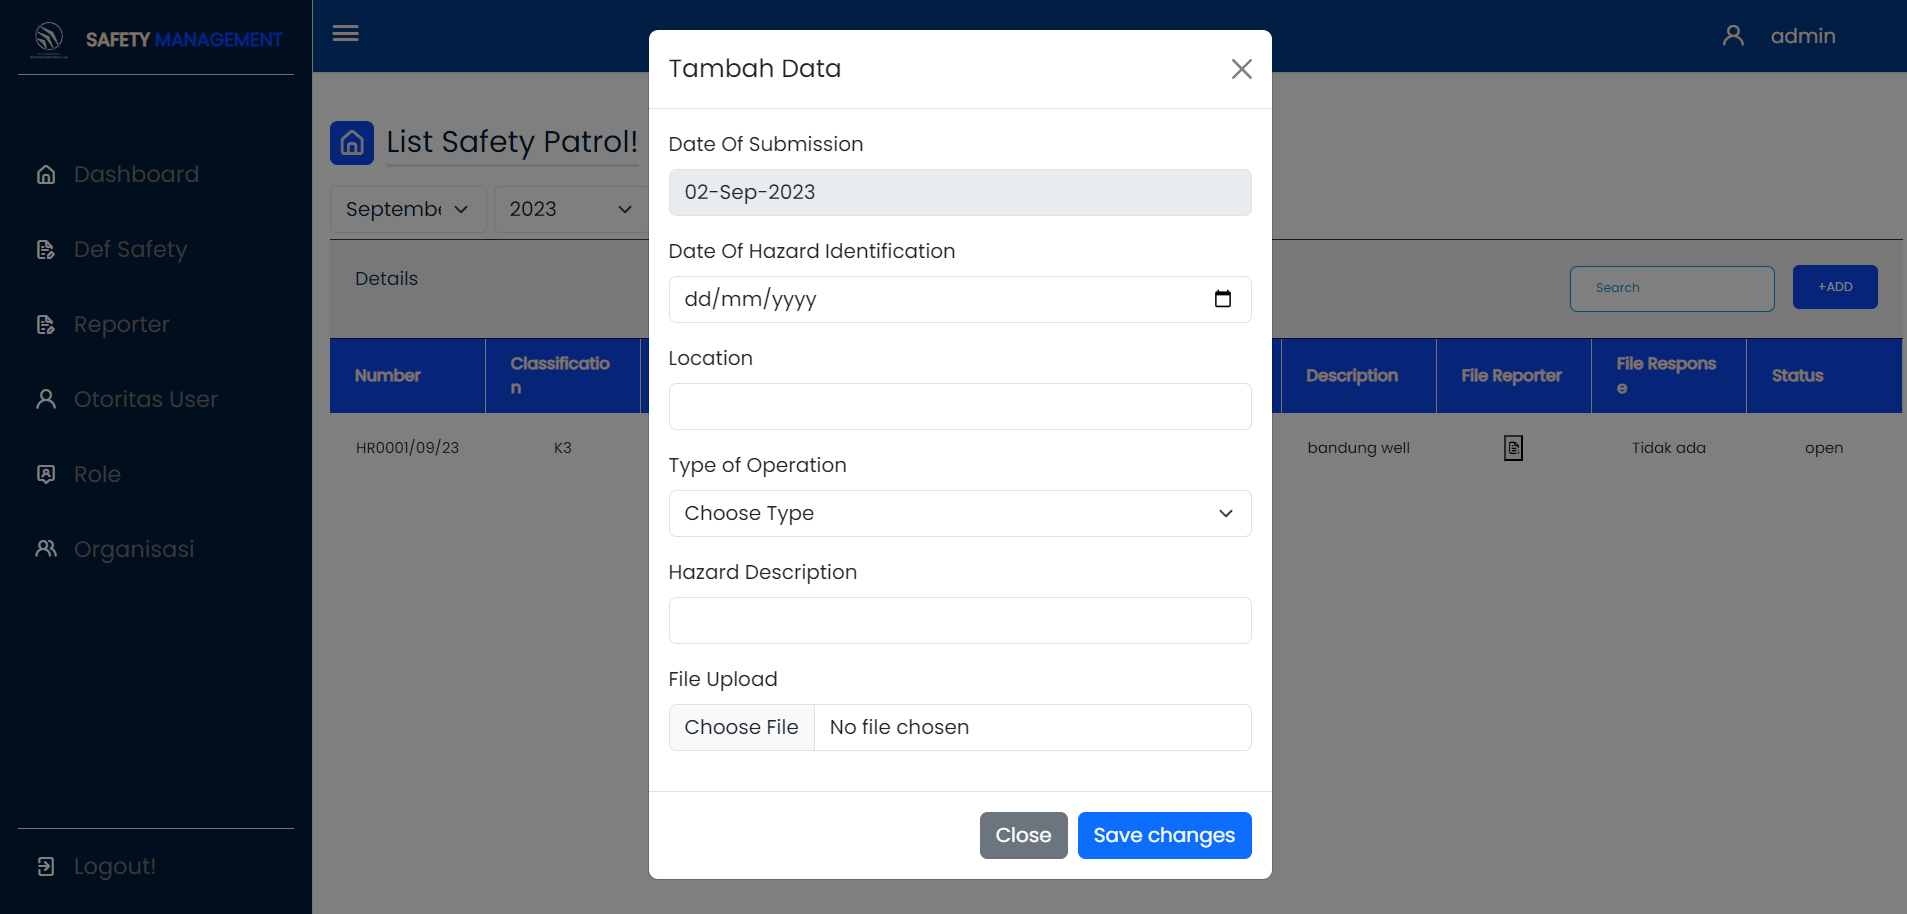 SAFETY MANAGEMENT
Dashboard
Def Safety
Reporter
Otoritas User
Role
Organisasi
Logout!
admin
List Safety Patrol!
Septembe
2023
Details
Search
+ADD
Number
Classificatio
n
Description
File Reporter
File Respons
e
Status
HR0001/09/23
K3
bandung well
Tidak ada
open
Tambah Data
Date Of Submission
02-Sep-2023
Date Of Hazard Identification
dd/mm/yyyy
Location
Type of Operation
Choose Type
Hazard Description
File Upload
Choose File
No file chosen
Close
Save changes